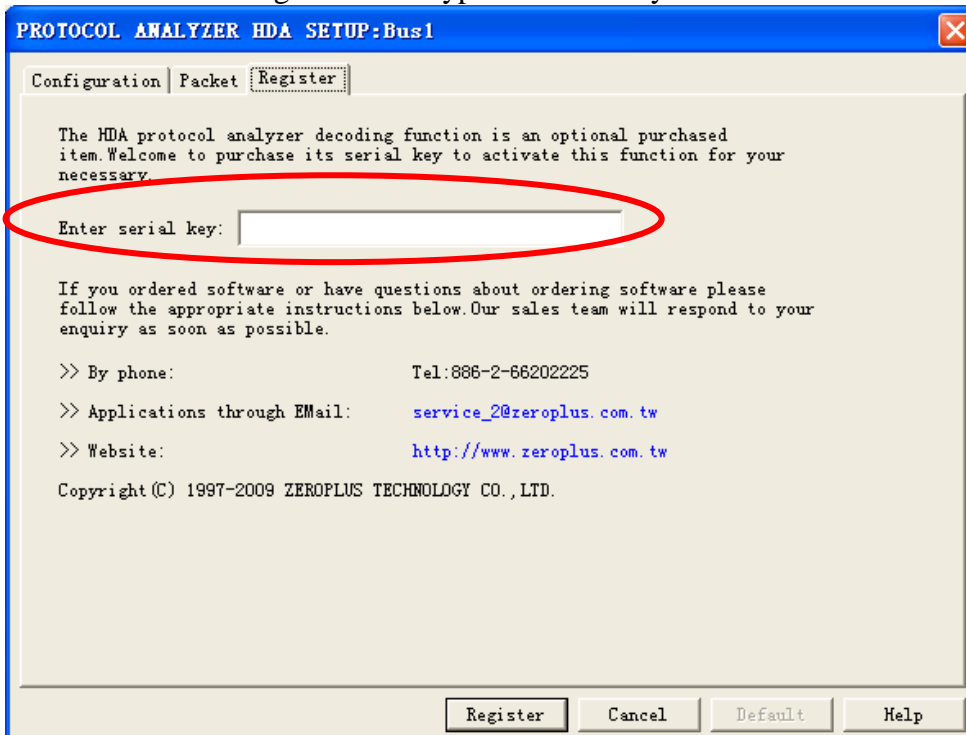 PROTOCOL ANALYZER HDA SETUP:Bus1
Configuration Packet Register
The HDA protocol analyzer decoding function is an optional purchased
item.Welcome to purchase its serial key to activate this function for your
necessary.
Enter serial key:
If you ordered software or have questions about ordering software please
follow the appropriate instructions below.Our sales team will respond to your
enquiry as soon as possible.
>> By phone: Tel:886-2-66202225
>> Applications through EMail: service_2@zeroplus.com.tw
>> Website: http://www.zeroplus.com.tw
Copyright(C) 1997-2009 ZEROPLUS TECHNOLOGY CO.,LTD.
Register Cancel Default Help